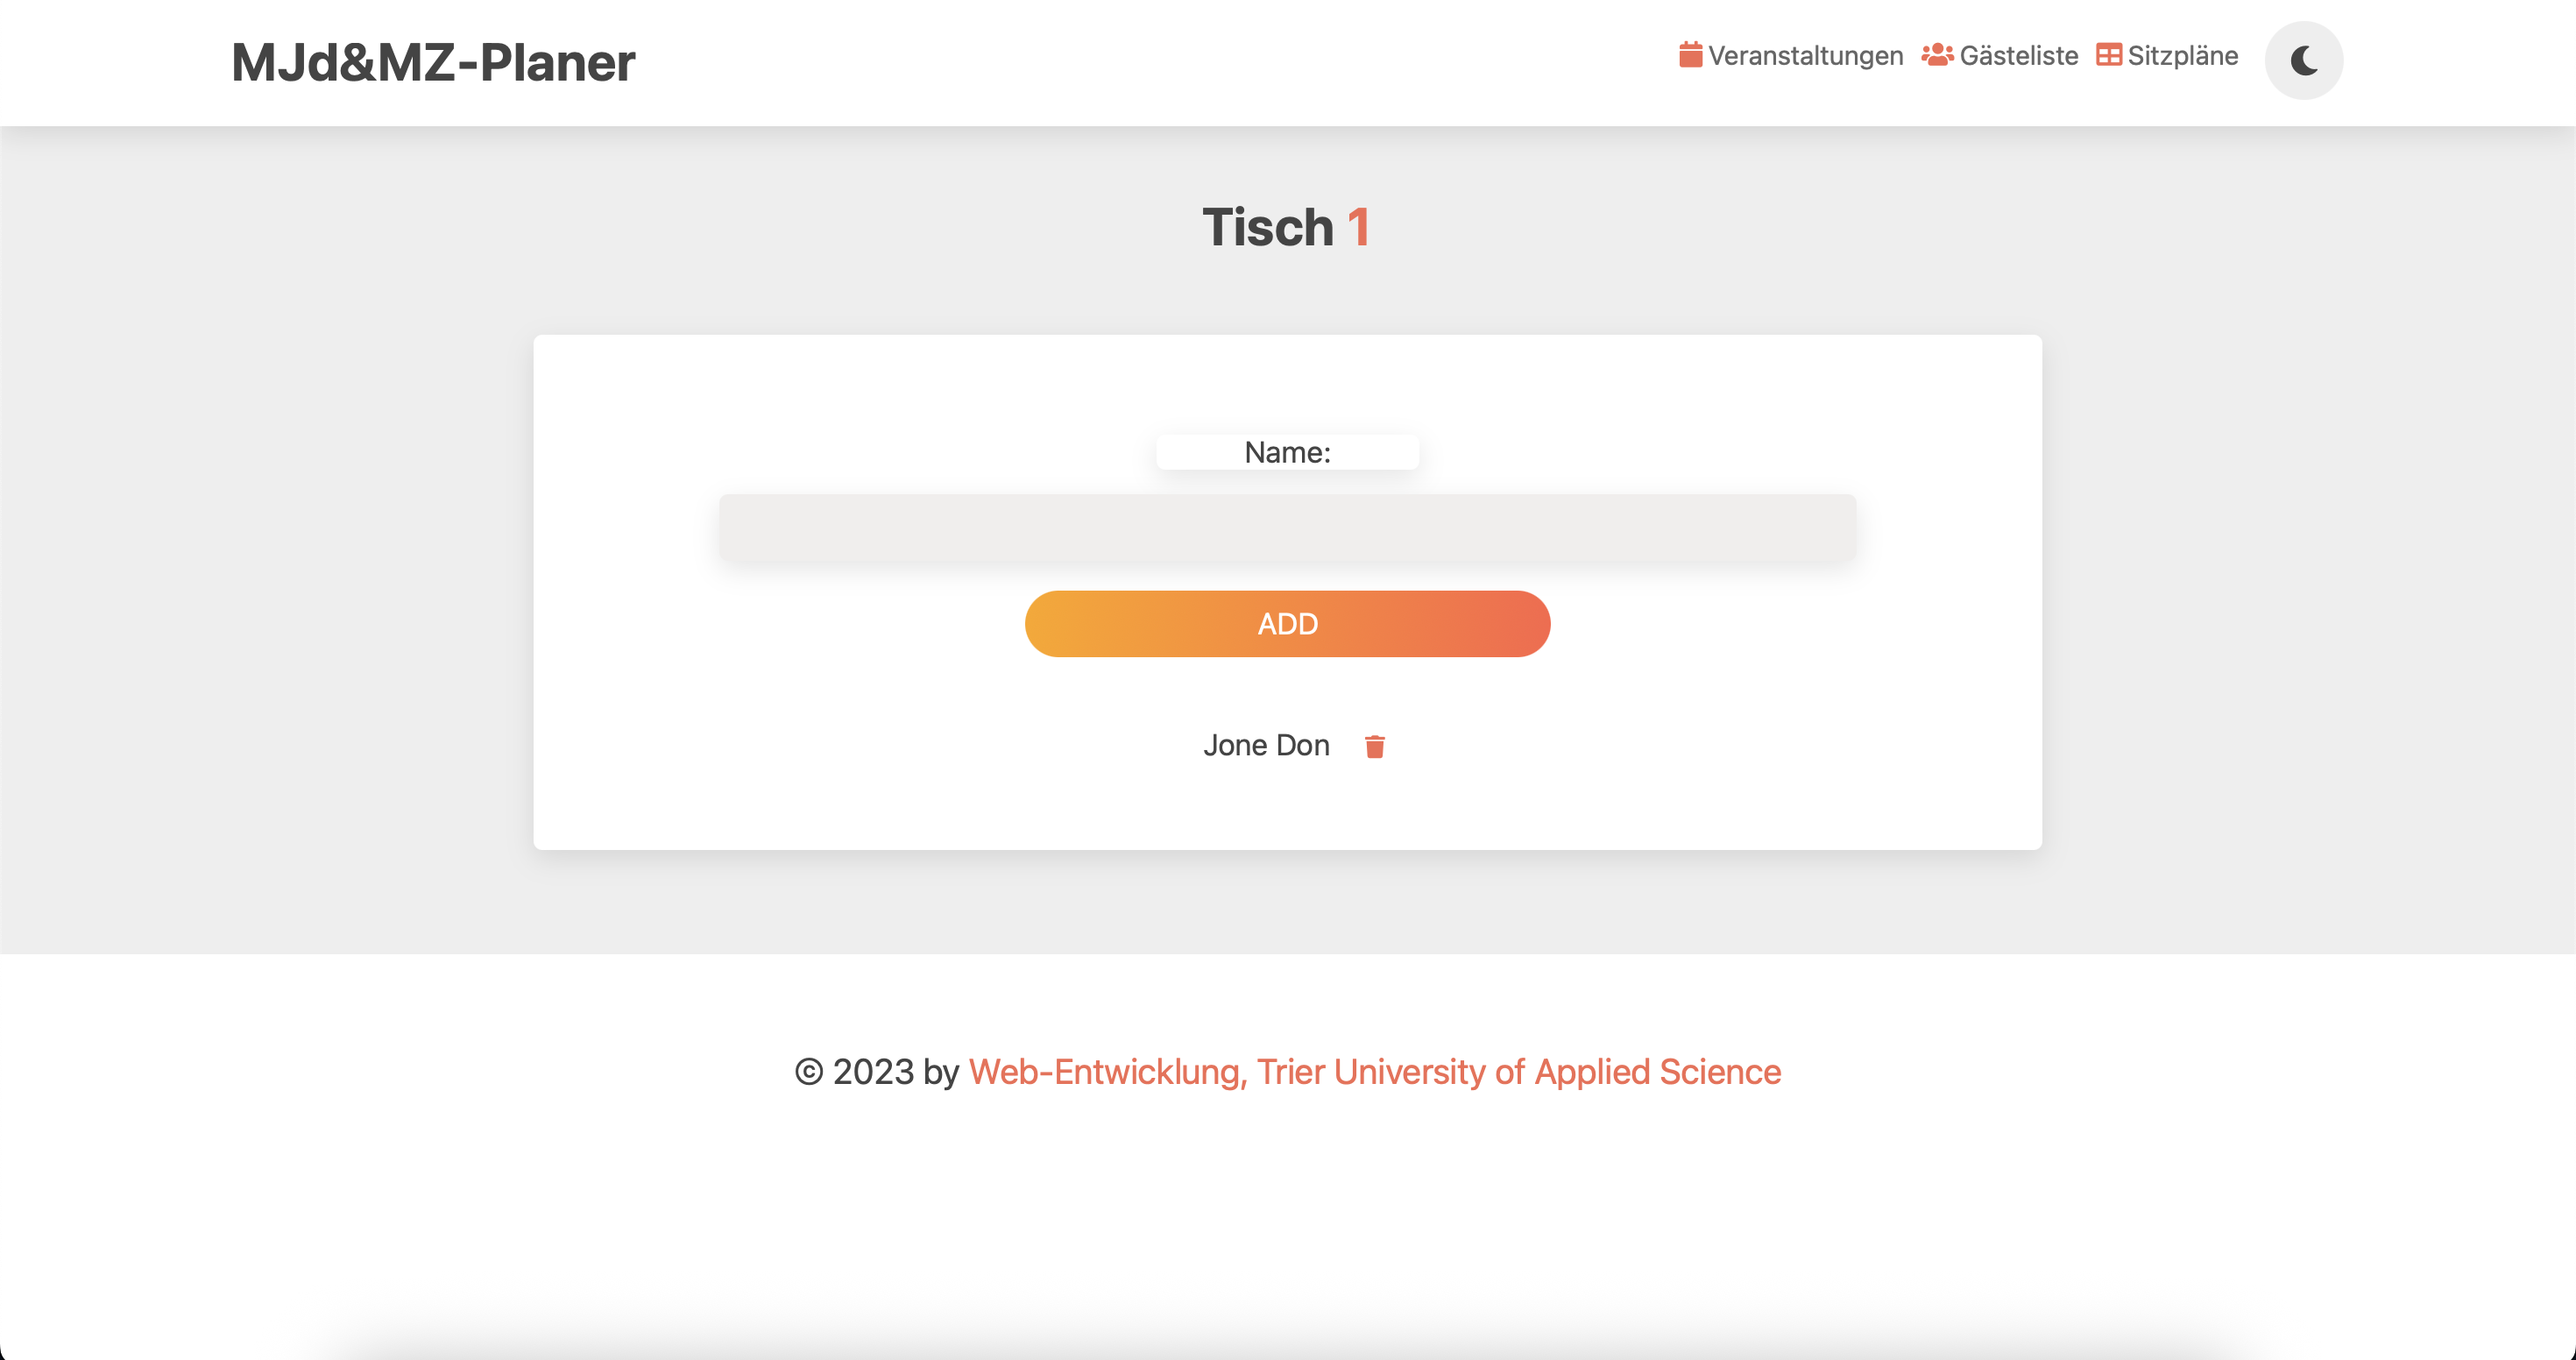 MJd&MZ-Planer
Veranstaltungen Gästeliste Sitzpläne
Tisch 1
Name:
ADD
Jone Don
© 2023 by Web-Entwicklung, Trier University of Applied Science